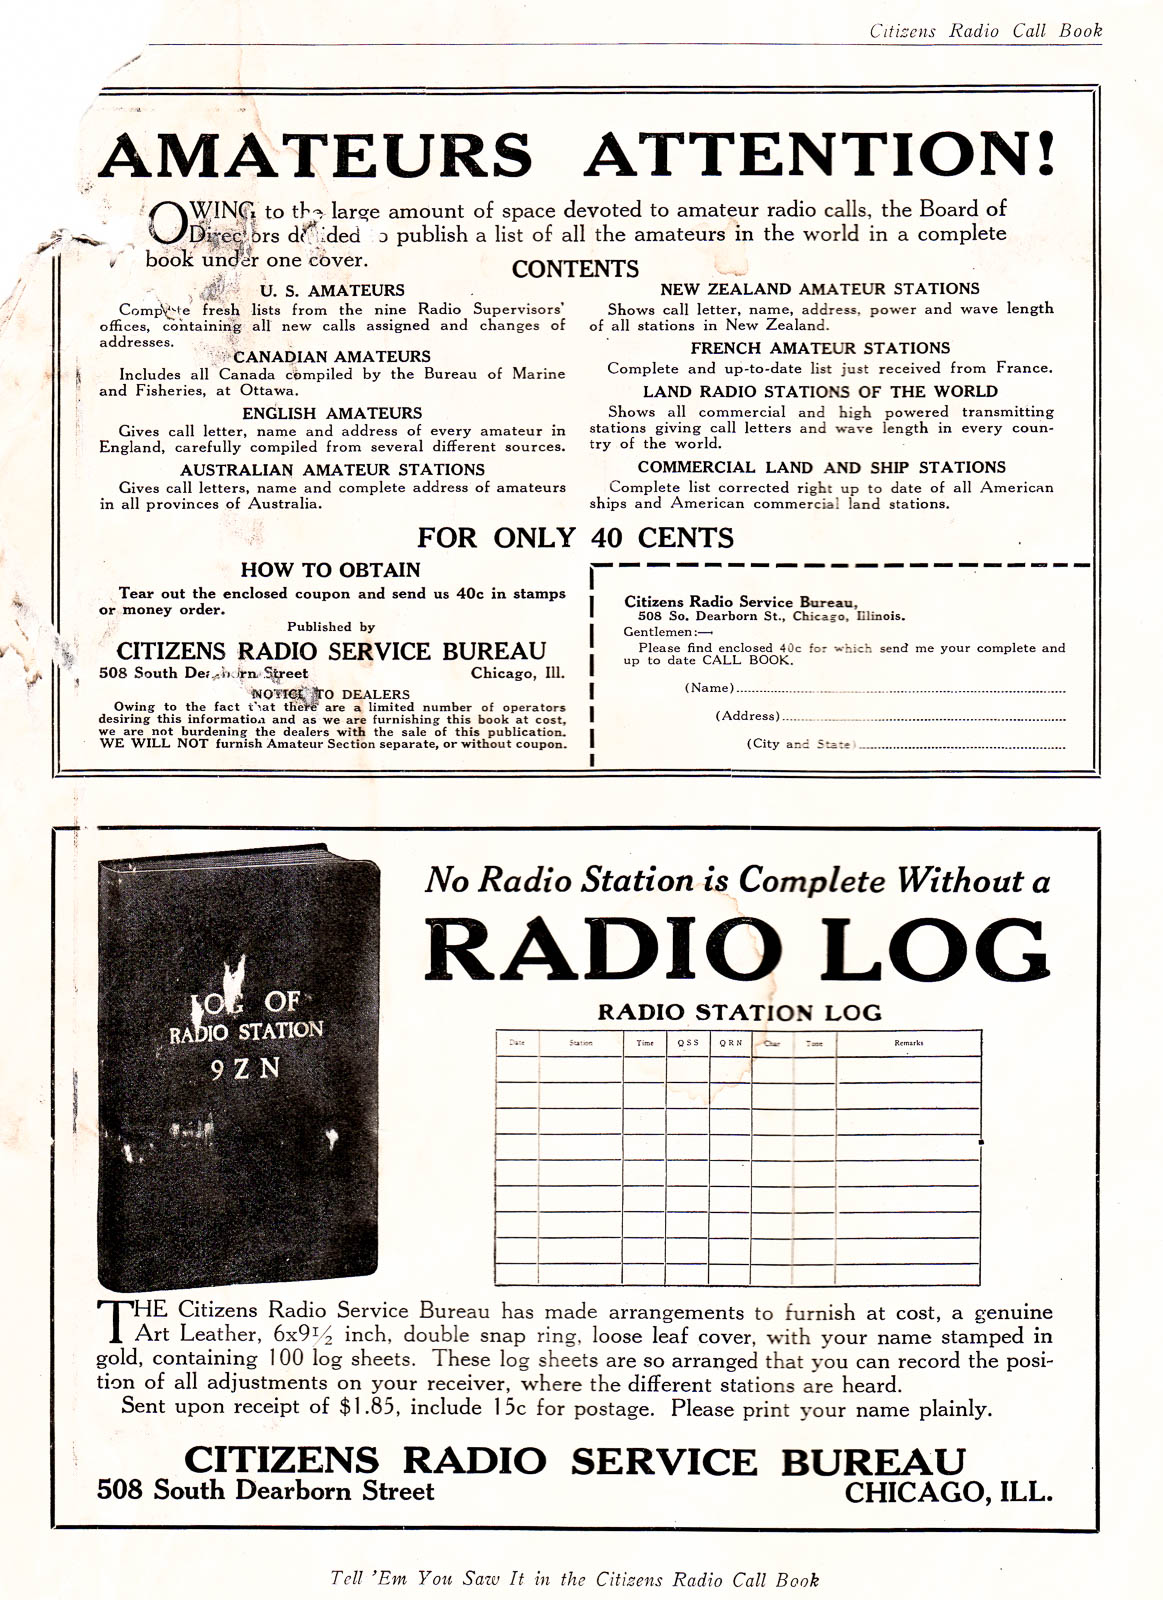 Citizens Radio Call Book
AMATEURS ATTENTION!
OWING to the large amount of space devoted to amateur radio calls, the Board of
Directors decided to publish a list of all the amateurs in the world in a complete
book under one cover.
CONTENTS
U. S. AMATEURS
Complete fresh lists from the nine Radio Supervisors'
offices, containing all new calls assigned and changes of
addresses.
CANADIAN AMATEURS
Includes all Canada compiled by the Bureau of Marine
and Fisheries, at Ottawa.
ENGLISH AMATEURS
Gives call letter, name and address of every amateur in
England, carefully compiled from several different sources.
AUSTRALIAN AMATEUR STATIONS
Gives call letters, name and complete address of amateurs
in all provinces of Australia.
NEW ZEALAND AMATEUR STATIONS
Shows call letter, name, address, power and wave length
of all stations in New Zealand.
FRENCH AMATEUR STATIONS
Complete and up-to-date list just received from France.
LAND RADIO STATIONS OF THE WORLD
Shows all commercial and high powered transmitting
stations giving call letters and wave length in every coun-
try of the world.
COMMERCIAL LAND AND SHIP STATIONS
Complete list corrected right up to date of all American
ships and American commercial land stations.
FOR ONLY 40 CENTS
HOW TO OBTAIN
Tear out the enclosed coupon and send us 40c in stamps
or money order.
Published by
CITIZENS RADIO SERVICE BUREAU
508 South Dearborn Street Chicago, Ill.
NOTICE TO DEALERS
Owing to the fact that there are a limited number of operators
desiring this information and as we are furnishing this book at cost,
we are not burdening the dealers with the sale of this publication.
WE WILL NOT furnish Amateur Section separate, or without coupon.
Citizens Radio Service Bureau,
508 So. Dearborn St., Chicago, Illinois.
Gentlemen:—
Please find enclosed 40c for which send me your complete and
up to date CALL BOOK.
(Name)
(Address)
(City and State)
LOG OF
RADIO STATION
9 Z N
No Radio Station is Complete Without a
RADIO LOG
RADIO STATION LOG
Date Station Time QSS QRN Char Tone Remarks
THE Citizens Radio Service Bureau has made arrangements to furnish at cost, a genuine
Art Leather, 6x9½ inch, double snap ring, loose leaf cover, with your name stamped in
gold, containing 100 log sheets. These log sheets are so arranged that you can record the posi-
tion of all adjustments on your receiver, where the different stations are heard.
Sent upon receipt of $1.85, include 15c for postage. Please print your name plainly.
CITIZENS RADIO SERVICE BUREAU
508 South Dearborn Street CHICAGO, ILL.
Tell 'Em You Saw It in the Citizens Radio Call Book